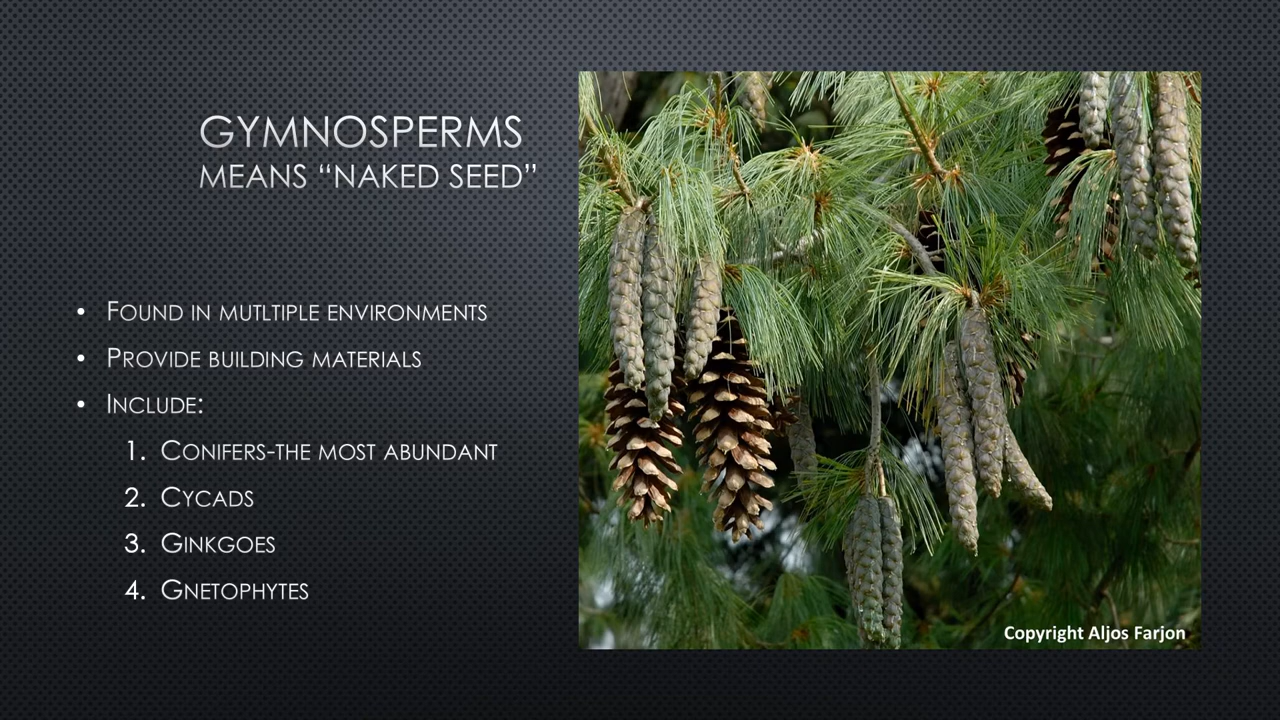 GYMNOSPERMS
MEANS “NAKED SEED”
• FOUND IN MUTLTIPLE ENVIRONMENTS
• PROVIDE BUILDING MATERIALS
• INCLUDE:
1. CONIFERS-THE MOST ABUNDANT
2. CYCADS
3. GINKGOES
4. GNETOPHYTES
Copyright Aljos Farjon